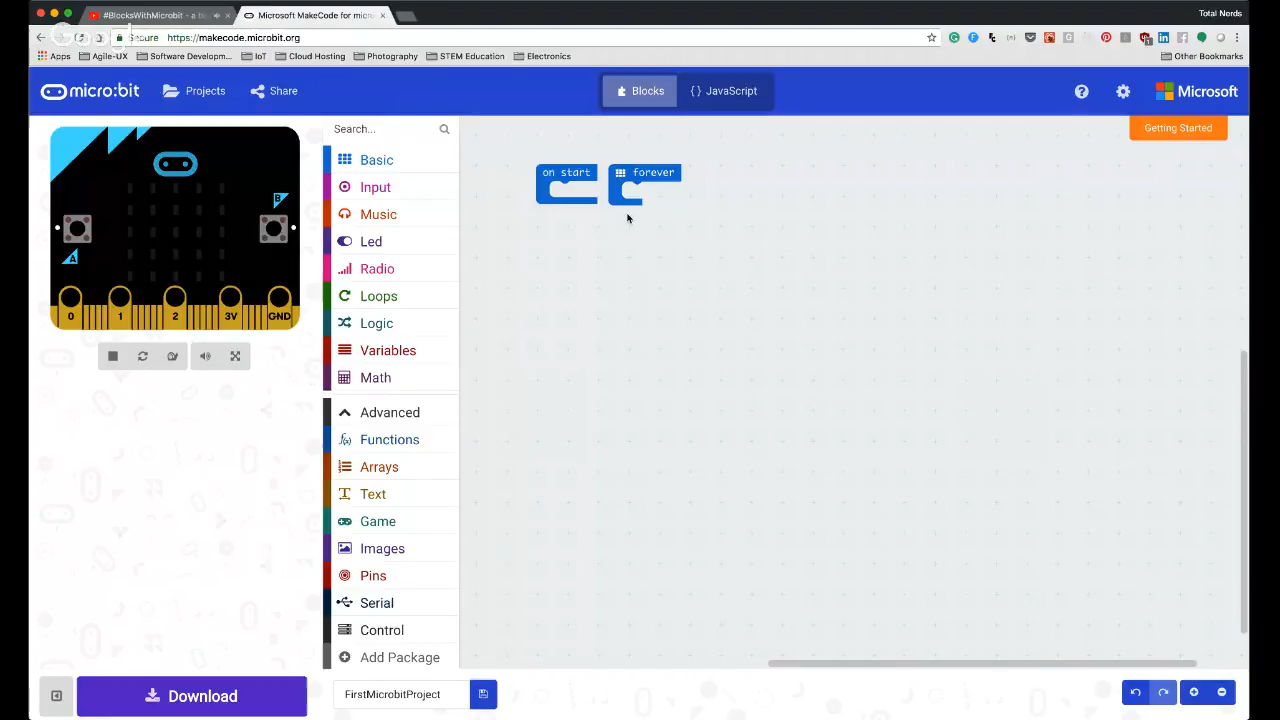 #BlocksWithMicrobit - a b
Microsoft MakeCode for micro
Total Nerds
Secure
https://makecode.microbit.org
Apps
Agile-UX
Software Developm...
IoT
Cloud Hosting
Photography
STEM Education
Electronics
Other Bookmarks
micro:bit
Projects
Share
Blocks
{} JavaScript
?
Microsoft
Search...
Getting Started
Basic
Input
Music
Led
Radio
Loops
Logic
Variables
Math
Advanced
Functions
Arrays
Text
Game
Images
Pins
Serial
Control
Add Package
on start
forever
A
B
0
1
2
3V
GND
Download
FirstMicrobitProject